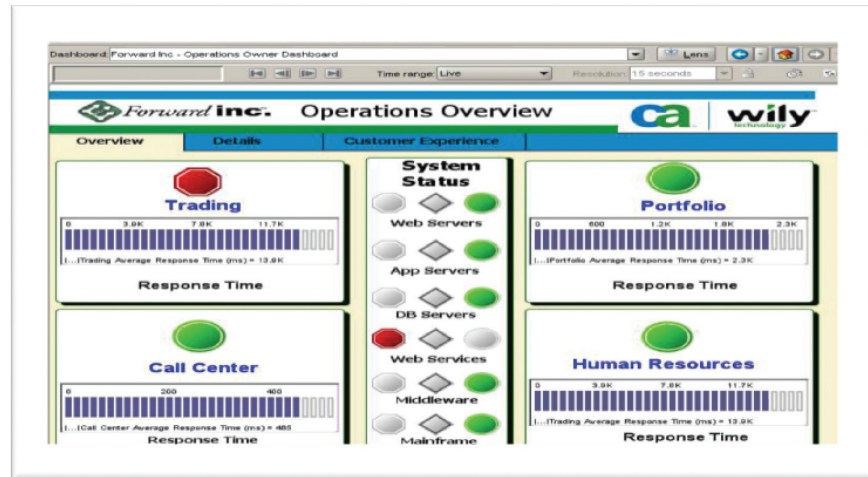 Dashboard: Forward Inc - Operations Owner Dashboard
Lens
Time range: Live
Resolution: 15 seconds
Forward inc. Operations Overview
ca wily technology
Overview Details Customer Experience
Trading
0 3.9K 7.8K 11.7K
|...|Trading Average Response Time (ms) = 13.9K
Response Time
Call Center
0 200 400
|...|Call Center Average Response Time (ms) = 485
Response Time
System
Status
Web Servers
App Servers
DB Servers
Web Services
Middleware
Mainframe
Portfolio
0 600 1.2K 1.8K 2.3K
|...|Portfolio Average Response Time (ms) = 2.3K
Response Time
Human Resources
0 3.9K 7.8K 11.7K
|...|Trading Average Response Time (ms) = 13.9K
Response Time